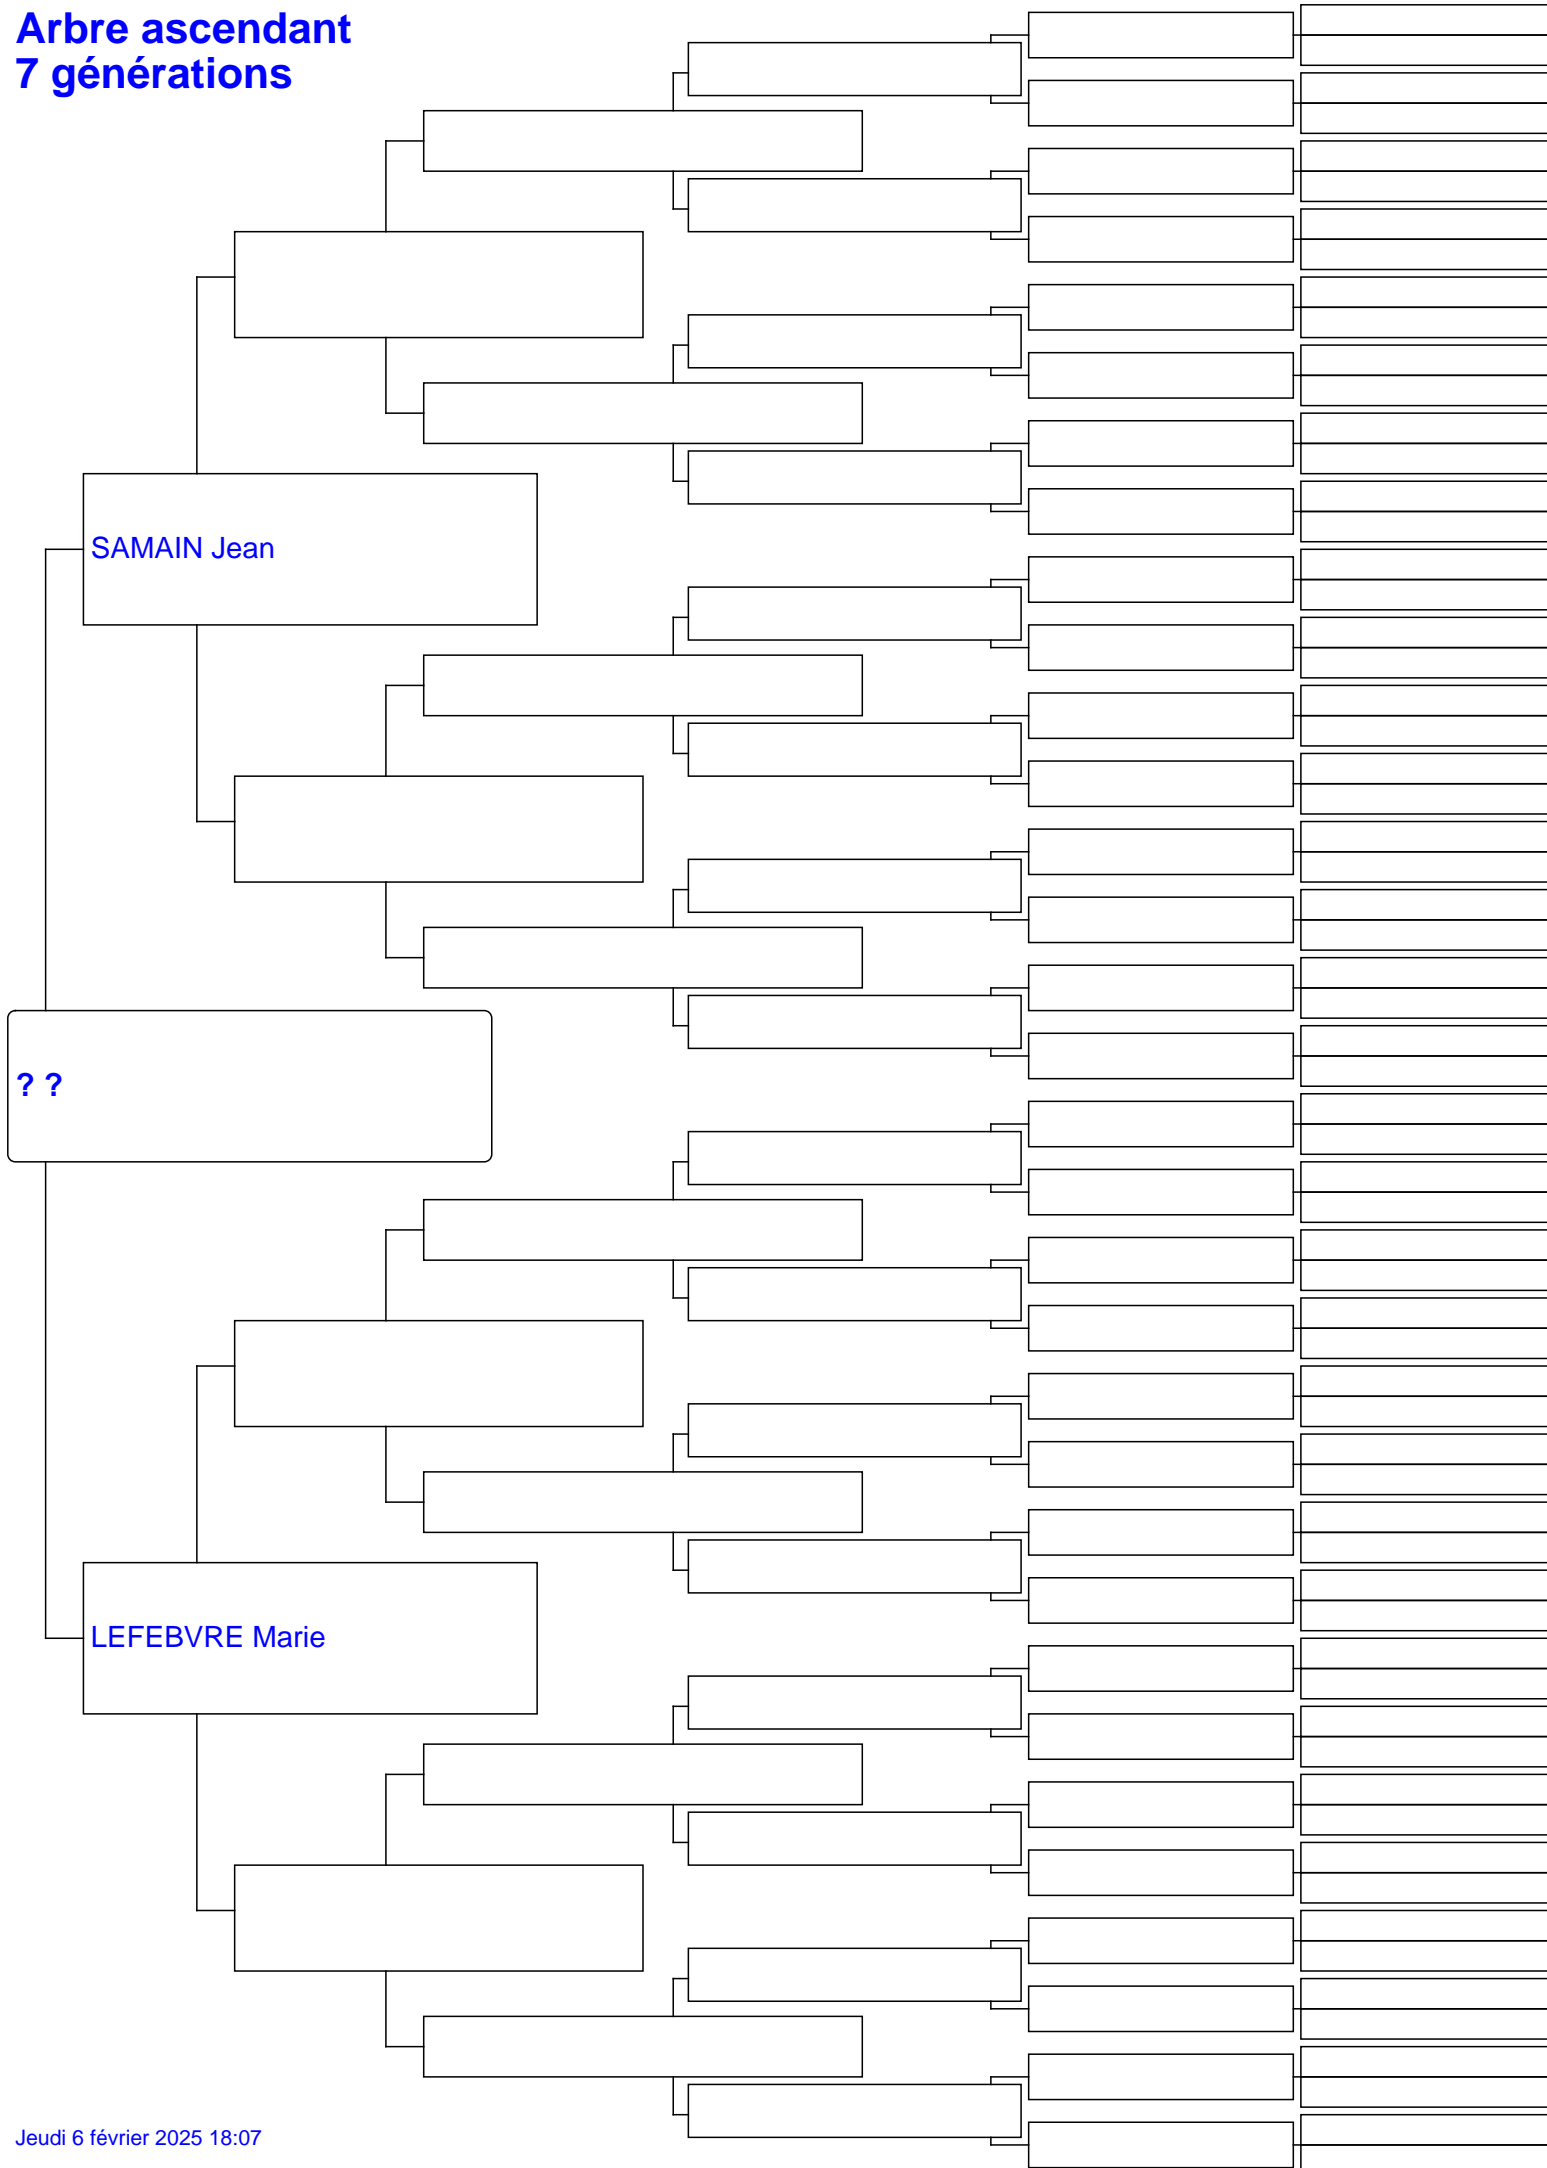 Arbre ascendant
7 générations
SAMAIN Jean
? ?
LEFEBVRE Marie
Jeudi 6 février 2025 18:07